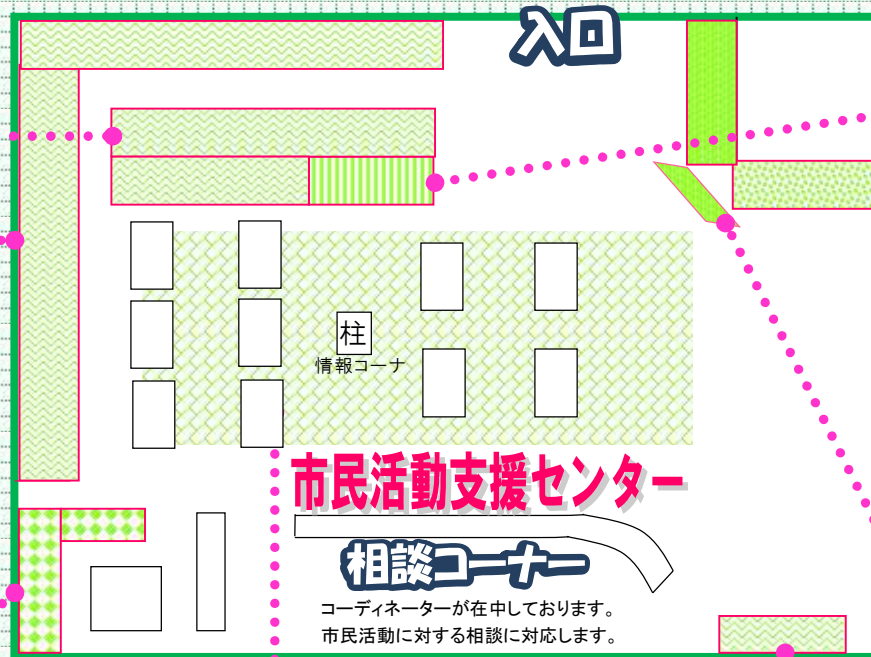 入口
柱
情報コーナ
市民活動支援センター
相談コーナー
コーディネーターが在中しております。
市民活動に対する相談に対応します。